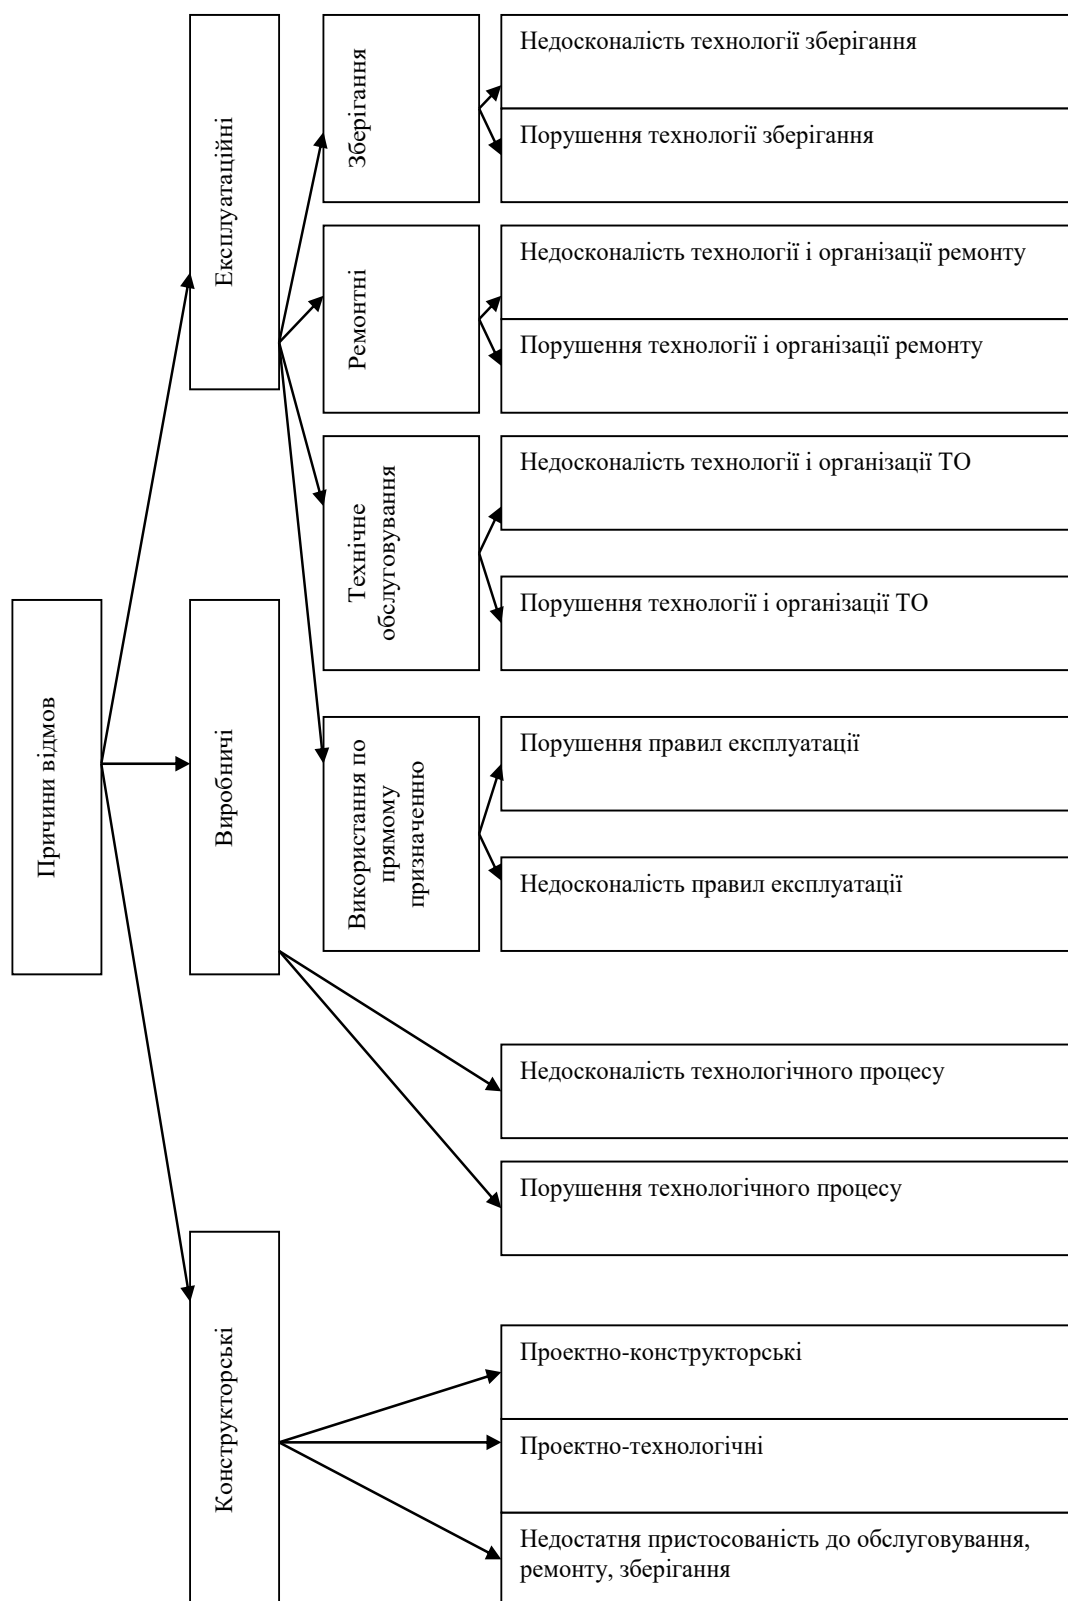 Причини відмов
Експлуатаційні
Зберігання
Недосконалість технології зберігання
Порушення технології зберігання
Ремонтні
Недосконалість технології і організації ремонту
Порушення технології і організації ремонту
Технічне
обслуговування
Недосконалість технології і організації ТО
Порушення технології і організації ТО
Використання по
прямому
призначенню
Порушення правил експлуатації
Недосконалість правил експлуатації
Виробничі
Недосконалість технологічного процесу
Порушення технологічного процесу
Конструкторські
Проектно-конструкторські
Проектно-технологічні
Недостатня пристосованість до обслуговування,
ремонту, зберігання